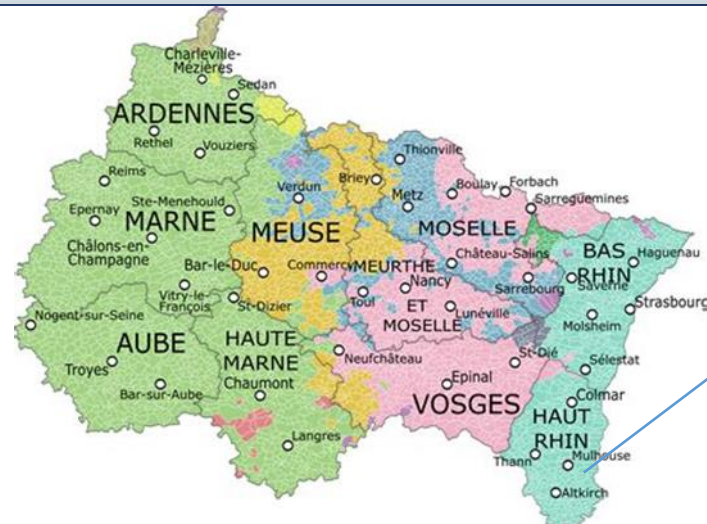 Charleville-
Mézières
Sedan
ARDENNES
Rethel
Vouziers
Reims
Ste-Menehould
Epernay
MARNE
Châlons-en-
Champagne
Vitry-le-
François
St-Dizier
Nogent-sur-Seine
AUBE
Troyes
Bar-sur-Aube
HAUTE
MARNE
Chaumont
Langres
Verdun
MEUSE
Bar-le-Duc
Commercy
Briey
Thionville
Metz
Boulay
Forbach
Sarreguemines
MOSELLE
Château-Salins
Sarrebourg
MEURTHE
Nancy
Toul
ET
MOSELLE
Lunéville
Neufchâteau
St-Dié
Epinal
VOSGES
BAS
RHIN
Haguenau
Saverne
Strasbourg
Molsheim
Sélestat
Colmar
HAUT
RHIN
Thann
Mulhouse
Altkirch